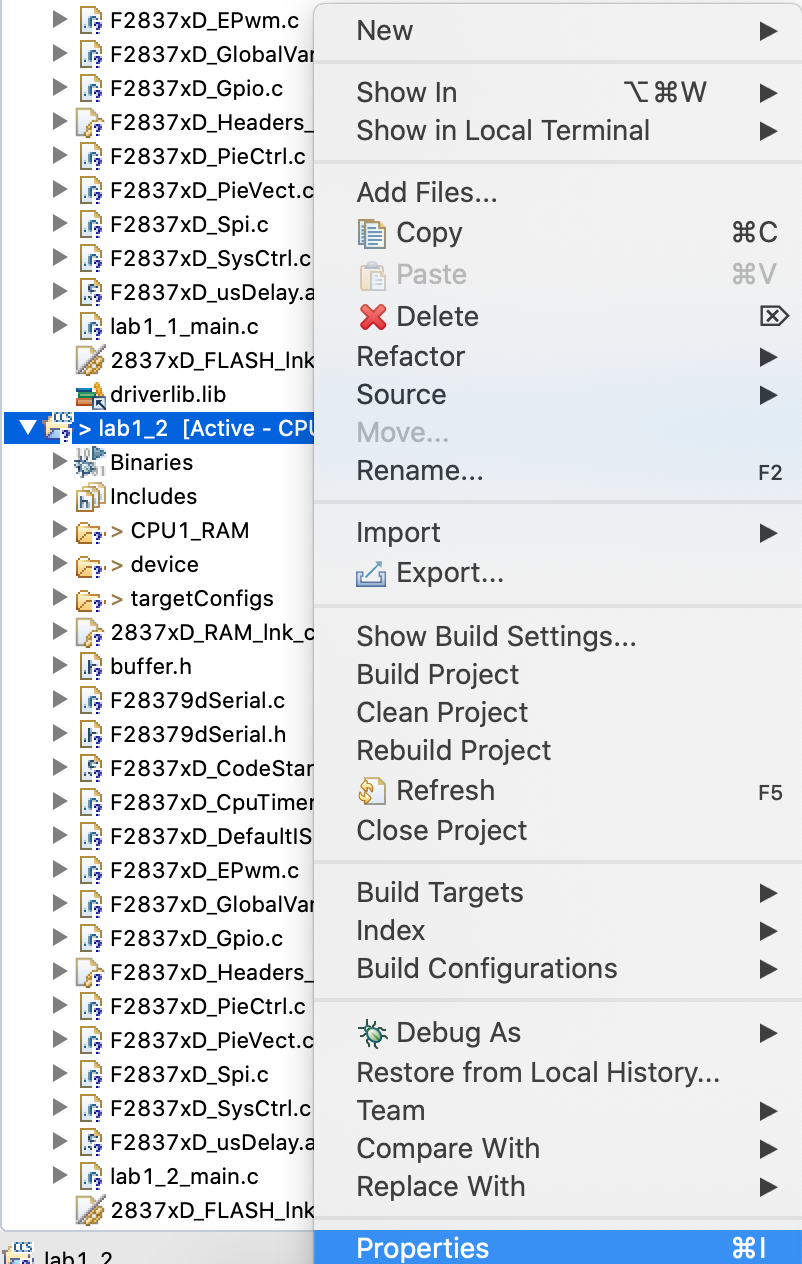 F2837xD_EPwm.c
F2837xD_GlobalVar
F2837xD_Gpio.c
F2837xD_Headers_
F2837xD_PieCtrl.c
F2837xD_PieVect.c
F2837xD_Spi.c
F2837xD_SysCtrl.c
F2837xD_usDelay.a
lab1_1_main.c
2837xD_FLASH_lnk
driverlib.lib
> lab1_2 [Active - CPU
Binaries
Includes
> CPU1_RAM
> device
> targetConfigs
2837xD_RAM_lnk_c
buffer.h
F28379dSerial.c
F28379dSerial.h
F2837xD_CodeStar
F2837xD_CpuTimer
F2837xD_DefaultIS
F2837xD_EPwm.c
F2837xD_GlobalVar
F2837xD_Gpio.c
F2837xD_Headers_
F2837xD_PieCtrl.c
F2837xD_PieVect.c
F2837xD_Spi.c
F2837xD_SysCtrl.c
F2837xD_usDelay.a
lab1_2_main.c
2837xD_FLASH_lnk
lab1_2
New
Show In ⌥⌘W
Show in Local Terminal
Add Files...
Copy ⌘C
Paste ⌘V
Delete ⌦
Refactor
Source
Move...
Rename... F2
Import
Export...
Show Build Settings...
Build Project
Clean Project
Rebuild Project
Refresh F5
Close Project
Build Targets
Index
Build Configurations
Debug As
Restore from Local History...
Team
Compare With
Replace With
Properties ⌘I